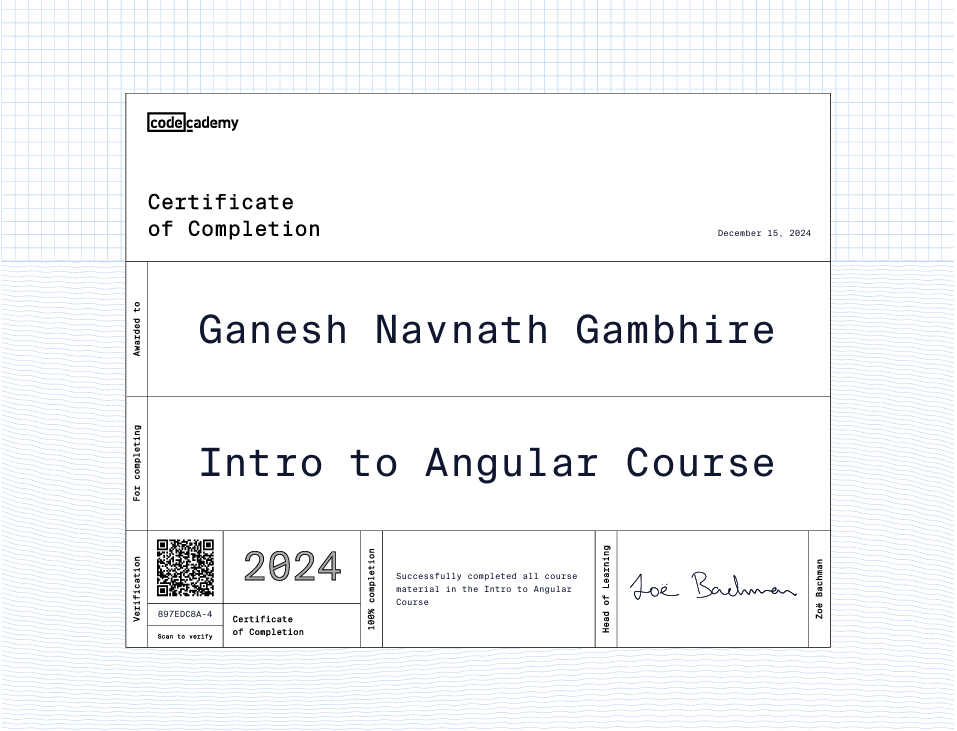 codecademy
Certificate
of Completion
December 15, 2024
Awarded to
Ganesh Navnath Gambhire
For completing
Intro to Angular Course
Verification
897EDC8A-4
Scan to verify
2024
Certificate
of Completion
100% completion
Successfully completed all course
material in the Intro to Angular
Course
Head of Learning
Zoë Bachman
Zoë Bachman